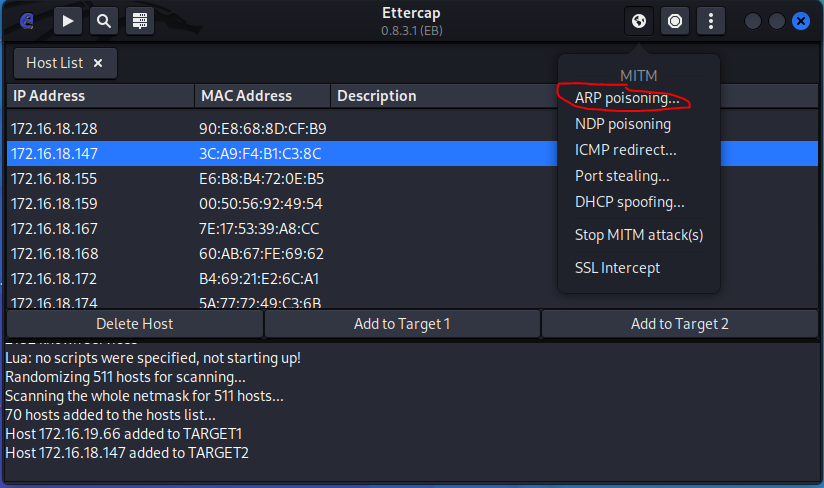 Ettercap
0.8.3.1 (EB)
Host List ×
IP Address MAC Address Description
172.16.18.128 90:E8:68:8D:CF:B9
172.16.18.147 3C:A9:F4:B1:C3:8C
172.16.18.155 E6:B8:B4:72:0E:B5
172.16.18.159 00:50:56:92:49:54
172.16.18.167 7E:17:53:39:A8:CC
172.16.18.168 60:AB:67:FE:69:62
172.16.18.172 B4:69:21:E2:6C:A1
172.16.18.174 5A:77:72:49:C3:6B
MITM
ARP poisoning...
NDP poisoning
ICMP redirect...
Port stealing...
DHCP spoofing...
Stop MITM attack(s)
SSL Intercept
Delete Host Add to Target 1 Add to Target 2
Lua: no scripts were specified, not starting up!
Randomizing 511 hosts for scanning...
Scanning the whole netmask for 511 hosts...
70 hosts added to the hosts list...
Host 172.16.19.66 added to TARGET1
Host 172.16.18.147 added to TARGET2